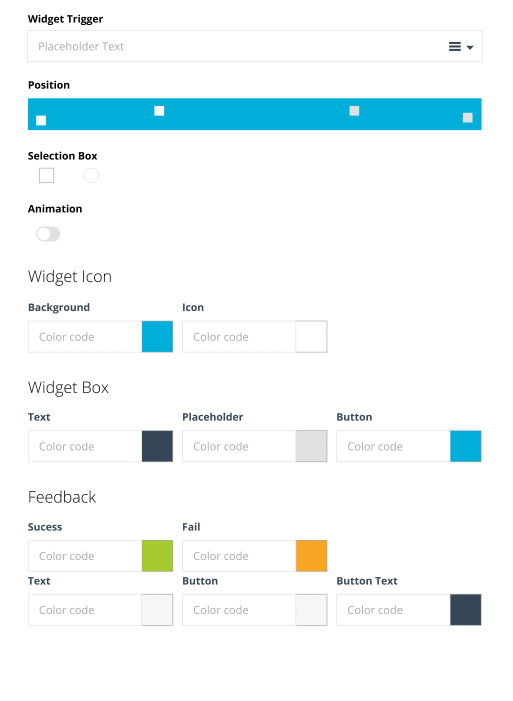 Widget Trigger
Placeholder Text
Position
Selection Box
Animation
Widget Icon
Background Icon
Color code Color code
Widget Box
Text Placeholder Button
Color code Color code Color code
Feedback
Sucess Fail
Color code Color code
Text Button Button Text
Color code Color code Color code